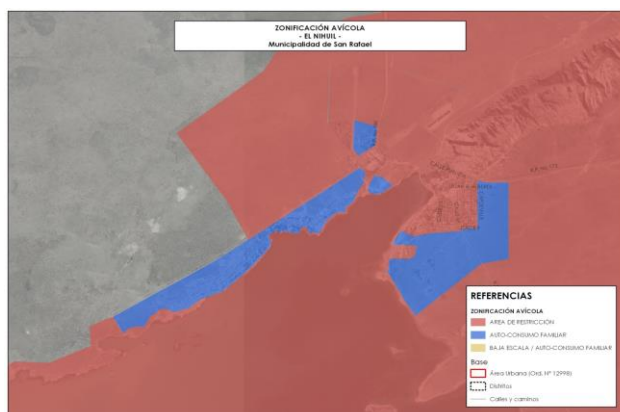 ZONIFICACIÓN AVÍCOLA
- EL NIHUIL -
Municipalidad de San Rafael
REFERENCIAS
ZONIFICACIÓN AVÍCOLA
AREA DE RESTRICCIÓN
AUTO-CONSUMO FAMILIAR
BAJA ESCALA / AUTO-CONSUMO FAMILIAR
Base
Área Urbana (Ord. Nº 12998)
Distritos
Calles y caminos